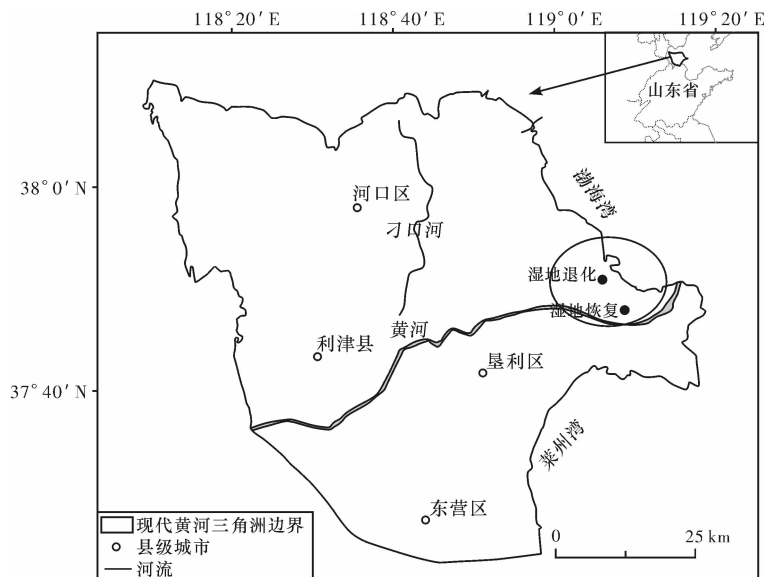 118°20′E
118°40′E
119°00′E
119°20′E
山东省
38°0′N
37°40′N
渤海湾
河口区
刁口河
湿地退化
湿地恢复
黄河
利津县
垦利区
莱州湾
东营区
现代黄河三角洲边界
县级城市
河流
0
25 km